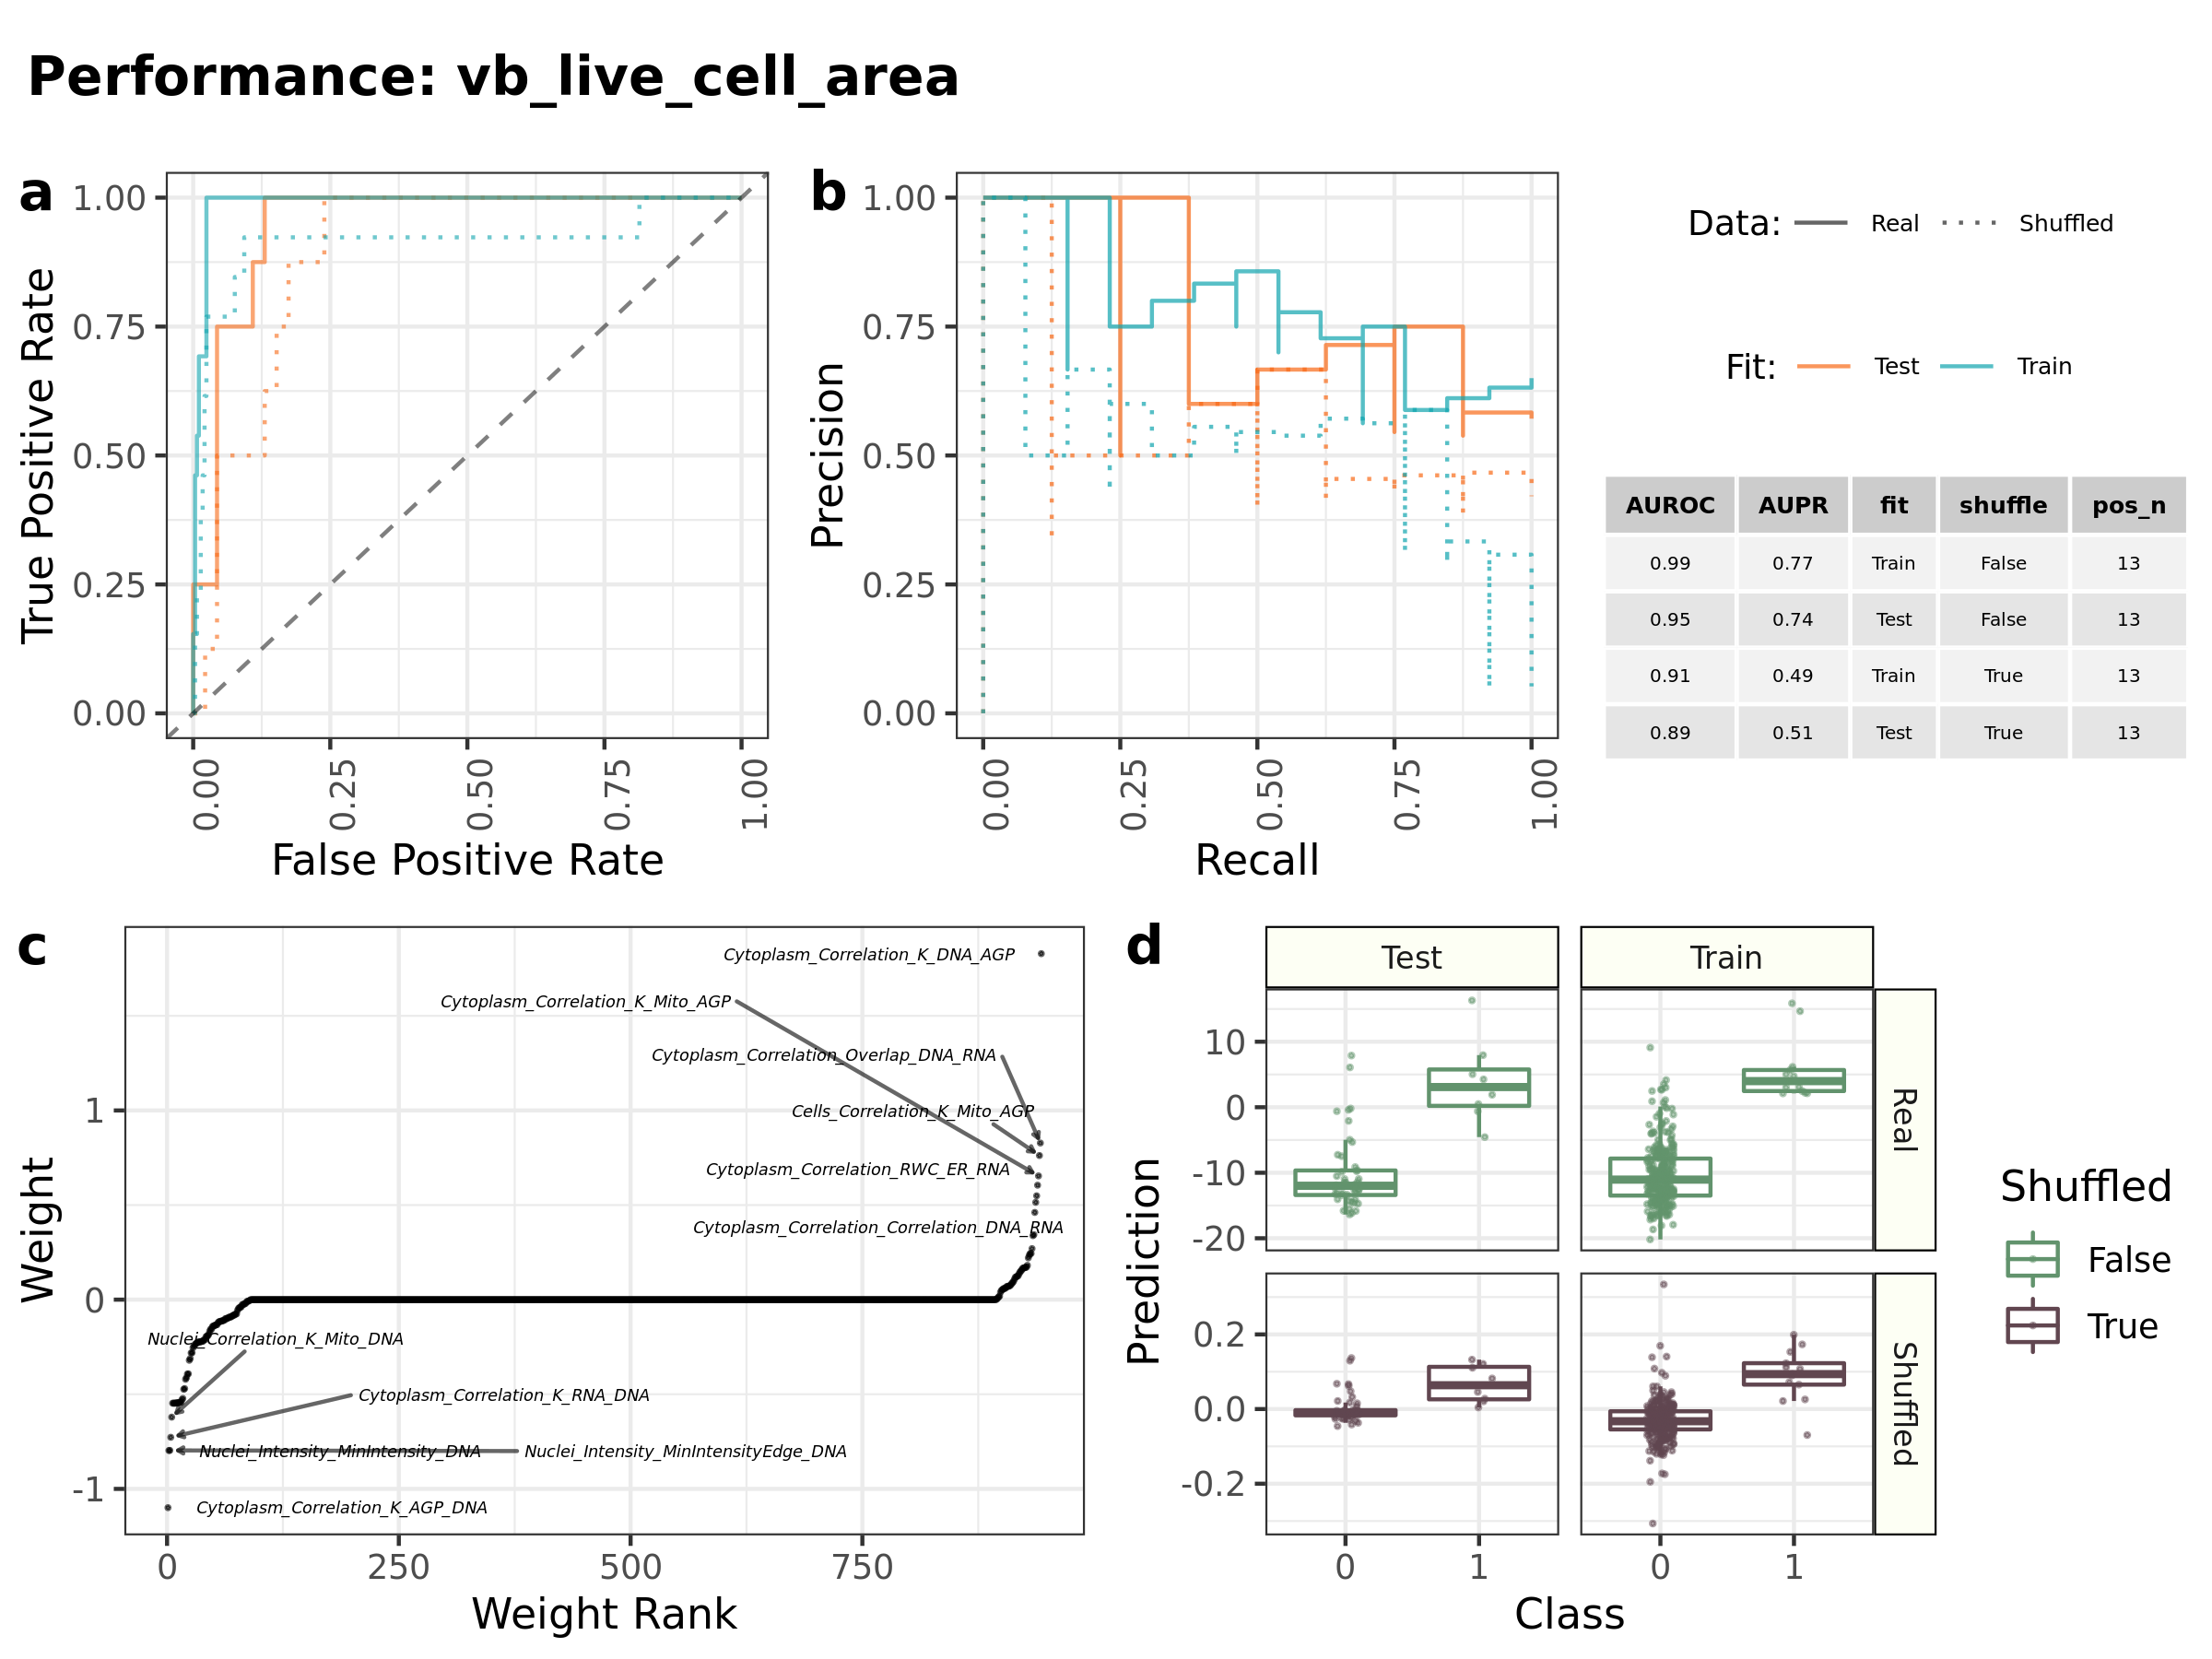 Performance: vb_live_cell_area
a
1.00
0.75
0.50
0.25
0.00
True Positive Rate
0.00
0.25
0.50
0.75
1.00
False Positive Rate
b
1.00
0.75
0.50
0.25
0.00
Precision
0.00
0.25
0.50
0.75
1.00
Recall
Data: Real Shuffled
Fit: Test Train
AUROC AUPR fit shuffle pos_n
0.99 0.77 Train False 13
0.95 0.74 Test False 13
0.91 0.49 Train True 13
0.89 0.51 Test True 13
c
Weight
1
0
-1
Cytoplasm_Correlation_K_DNA_AGP
Cytoplasm_Correlation_K_Mito_AGP
Cytoplasm_Correlation_Overlap_DNA_RNA
Cells_Correlation_K_Mito_AGP
Cytoplasm_Correlation_RWC_ER_RNA
Cytoplasm_Correlation_Correlation_DNA_RNA
Nuclei_Correlation_K_Mito_DNA
Cytoplasm_Correlation_K_RNA_DNA
Nuclei_Intensity_MinIntensity_DNA
Nuclei_Intensity_MinIntensityEdge_DNA
Cytoplasm_Correlation_K_AGP_DNA
0
250
500
750
Weight Rank
d
Test
Train
Prediction
10
0
-10
-20
Real
0.2
0.0
-0.2
Shuffled
0
1
0
1
Class
Shuffled
False
True